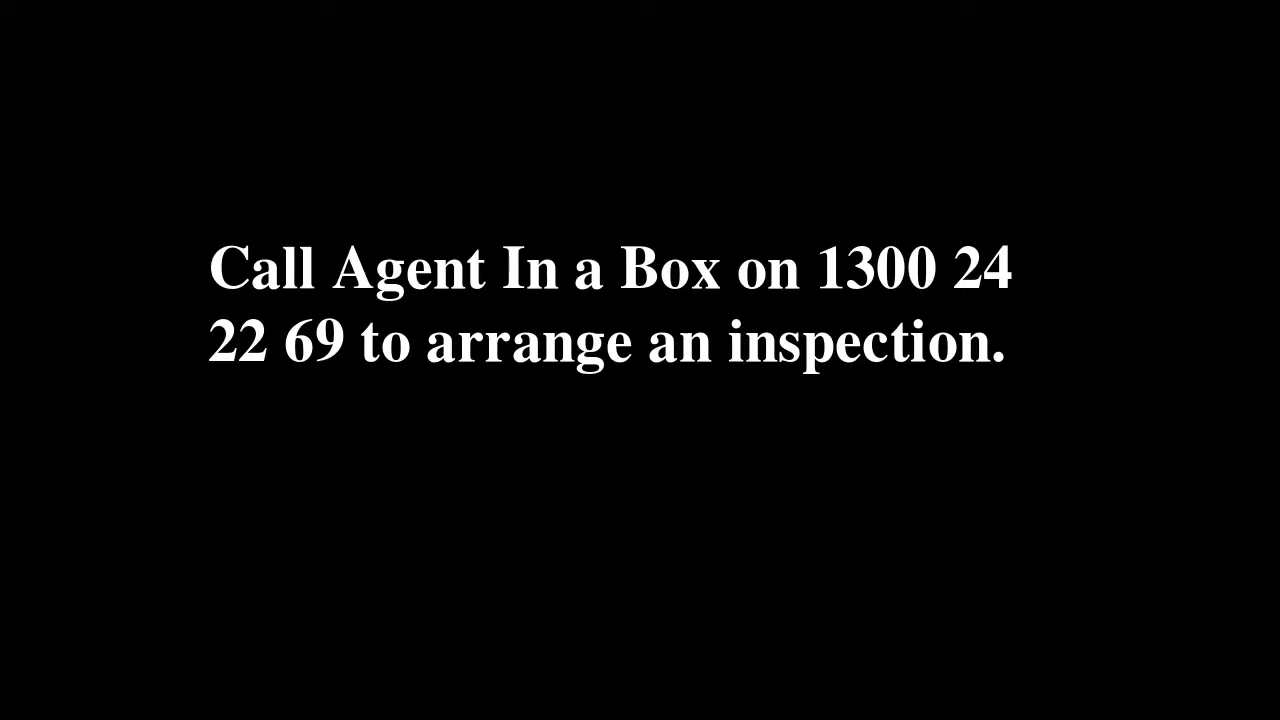 Call Agent In a Box on 1300 24
22 69 to arrange an inspection.